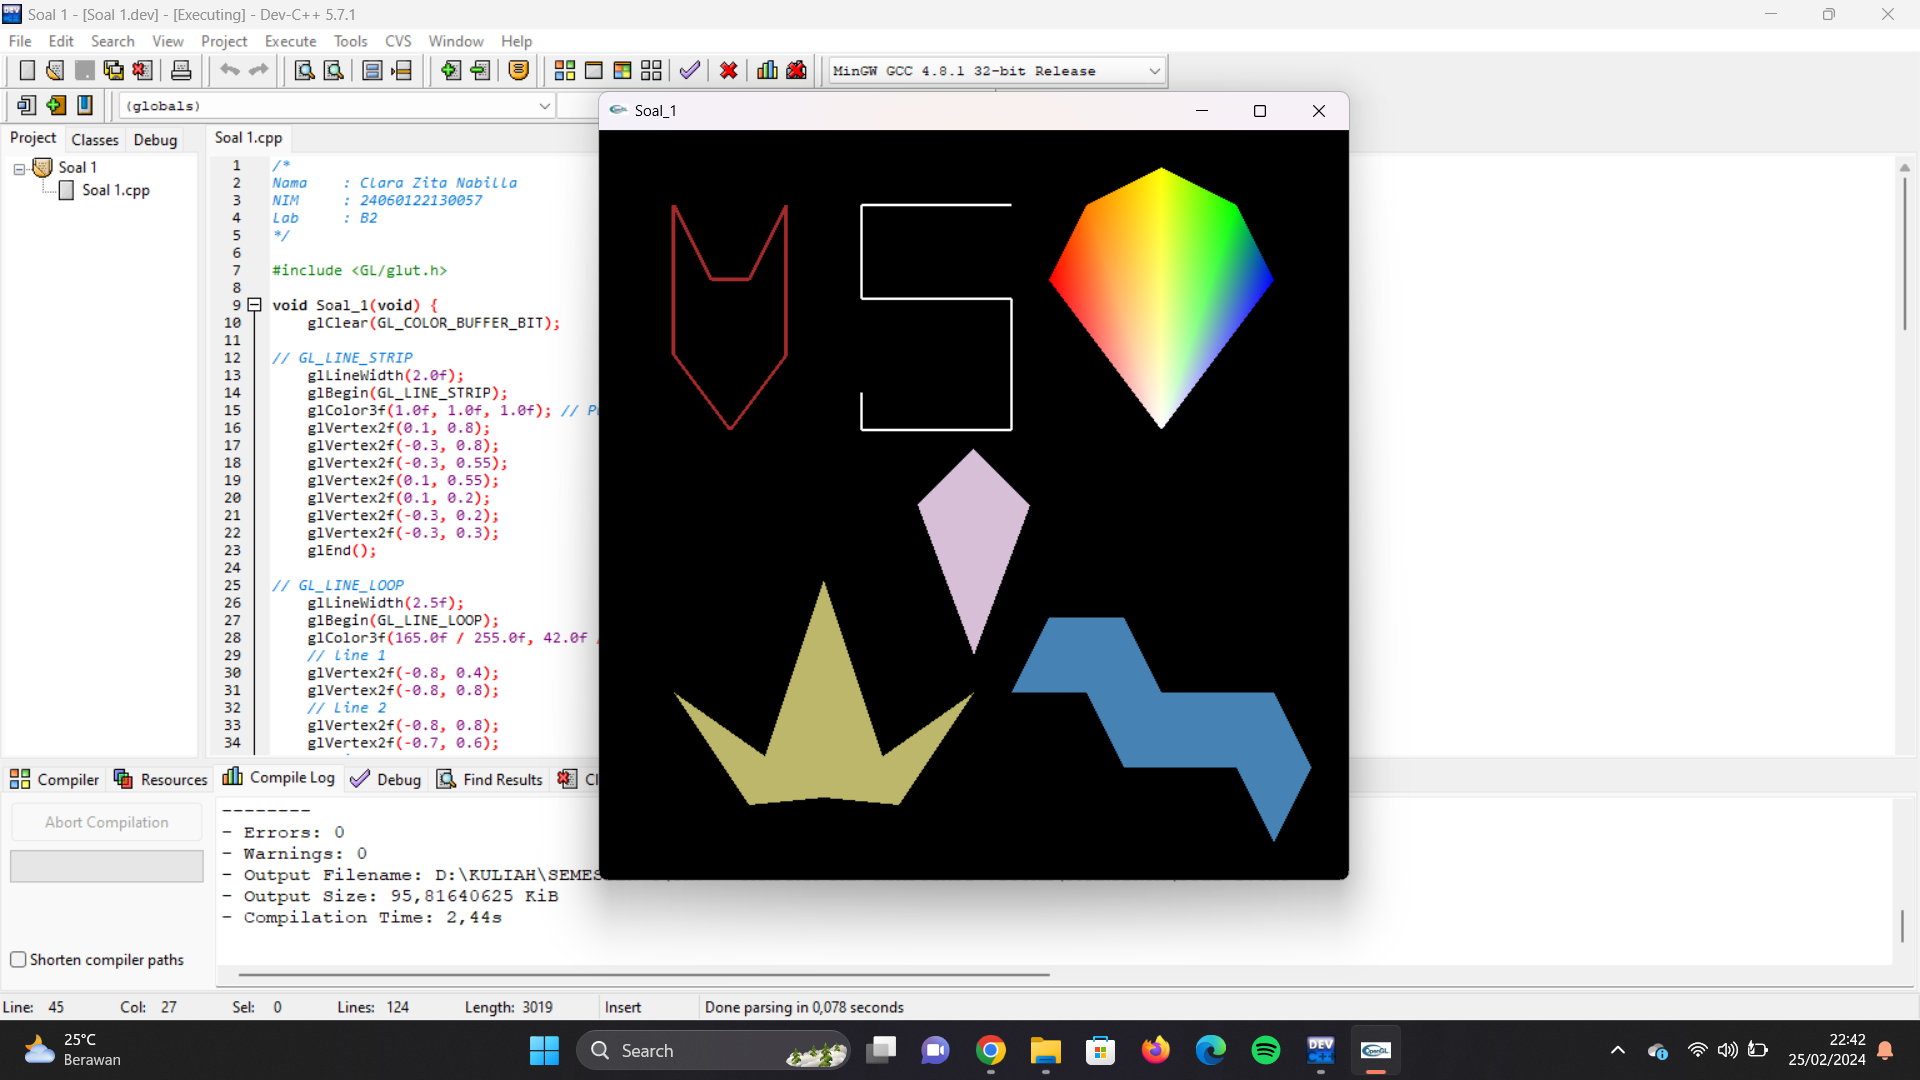 Soal 1 - [Soal 1.dev] - [Executing] - Dev-C++ 5.7.1
File Edit Search View Project Execute Tools CVS Window Help
MinGW GCC 4.8.1 32-bit Release
(globals)
Soal_1
Project Classes Debug
Soal 1.cpp
Soal 1
Soal 1.cpp
1 /*
2 Nama : Clara Zita Nabilla
3 NIM : 24060122130057
4 Lab : B2
5 */
6
7 #include <GL/glut.h>
8
9 void Soal_1(void) {
10 glClear(GL_COLOR_BUFFER_BIT);
11
12 // GL_LINE_STRIP
13 glLineWidth(2.0f);
14 glBegin(GL_LINE_STRIP);
15 glColor3f(1.0f, 1.0f, 1.0f); // P
16 glVertex2f(0.1, 0.8);
17 glVertex2f(-0.3, 0.8);
18 glVertex2f(-0.3, 0.55);
19 glVertex2f(0.1, 0.55);
20 glVertex2f(0.1, 0.2);
21 glVertex2f(-0.3, 0.2);
22 glVertex2f(-0.3, 0.3);
23 glEnd();
24
25 // GL_LINE_LOOP
26 glLineWidth(2.5f);
27 glBegin(GL_LINE_LOOP);
28 glColor3f(165.0f / 255.0f, 42.0f /
29 // line 1
30 glVertex2f(-0.8, 0.4);
31 glVertex2f(-0.8, 0.8);
32 // Line 2
33 glVertex2f(-0.8, 0.8);
34 glVertex2f(-0.7, 0.6);
Compiler Resources Compile Log Debug Find Results Cl
Abort Compilation
Shorten compiler paths
--------
- Errors: 0
- Warnings: 0
- Output Filename: D:\KULIAH\SEMES
- Output Size: 95,81640625 KiB
- Compilation Time: 2,44s
Line: 45 Col: 27 Sel: 0 Lines: 124 Length: 3019 Insert Done parsing in 0,078 seconds
25°C
Berawan
Search
DEV
OpenGL
22:42
25/02/2024